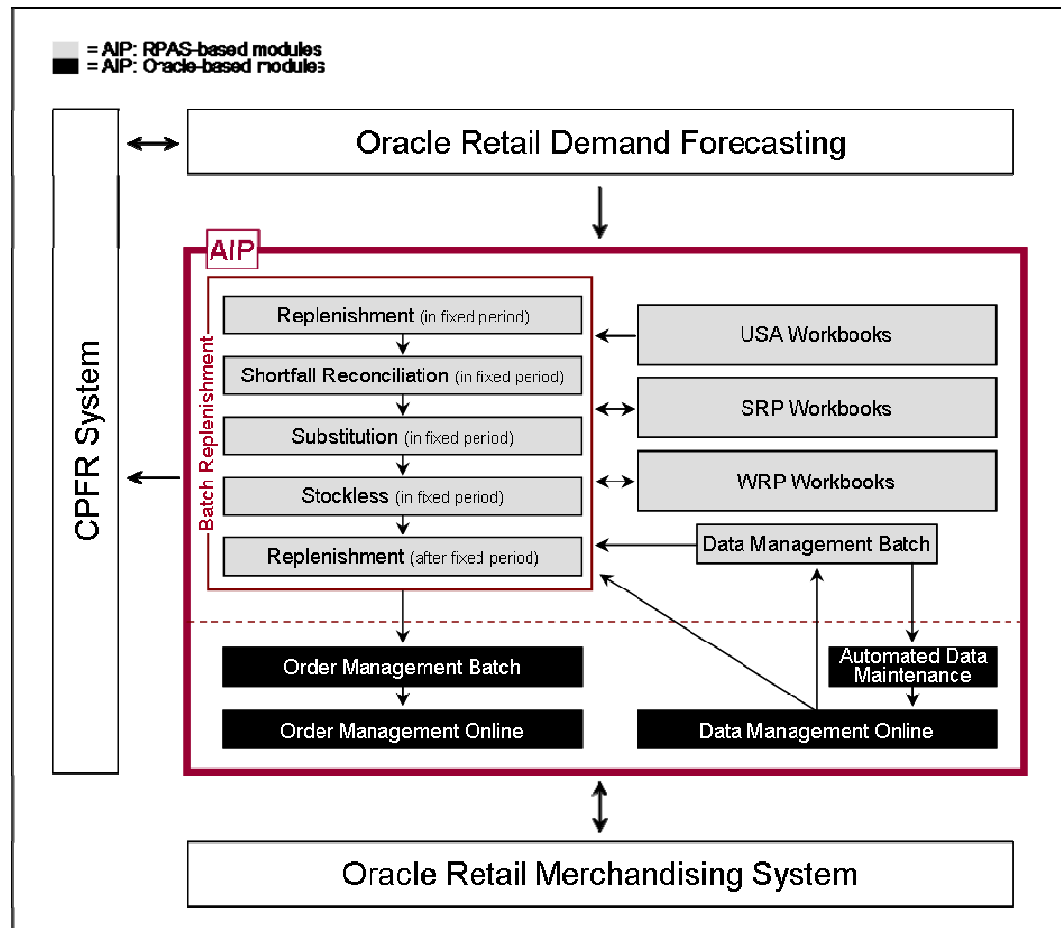 = AIP: RPAS-based modules
= AIP: Oracle-based modules
Oracle Retail Demand Forecasting
CPFR System
AIP
Batch Replenishment
Replenishment (in fixed period)
Shortfall Reconciliation (in fixed period)
Substitution (in fixed period)
Stockless (in fixed period)
Replenishment (after fixed period)
USA Workbooks
SRP Workbooks
WRP Workbooks
Data Management Batch
Order Management Batch
Order Management Online
Automated Data
Maintenance
Data Management Online
Oracle Retail Merchandising System